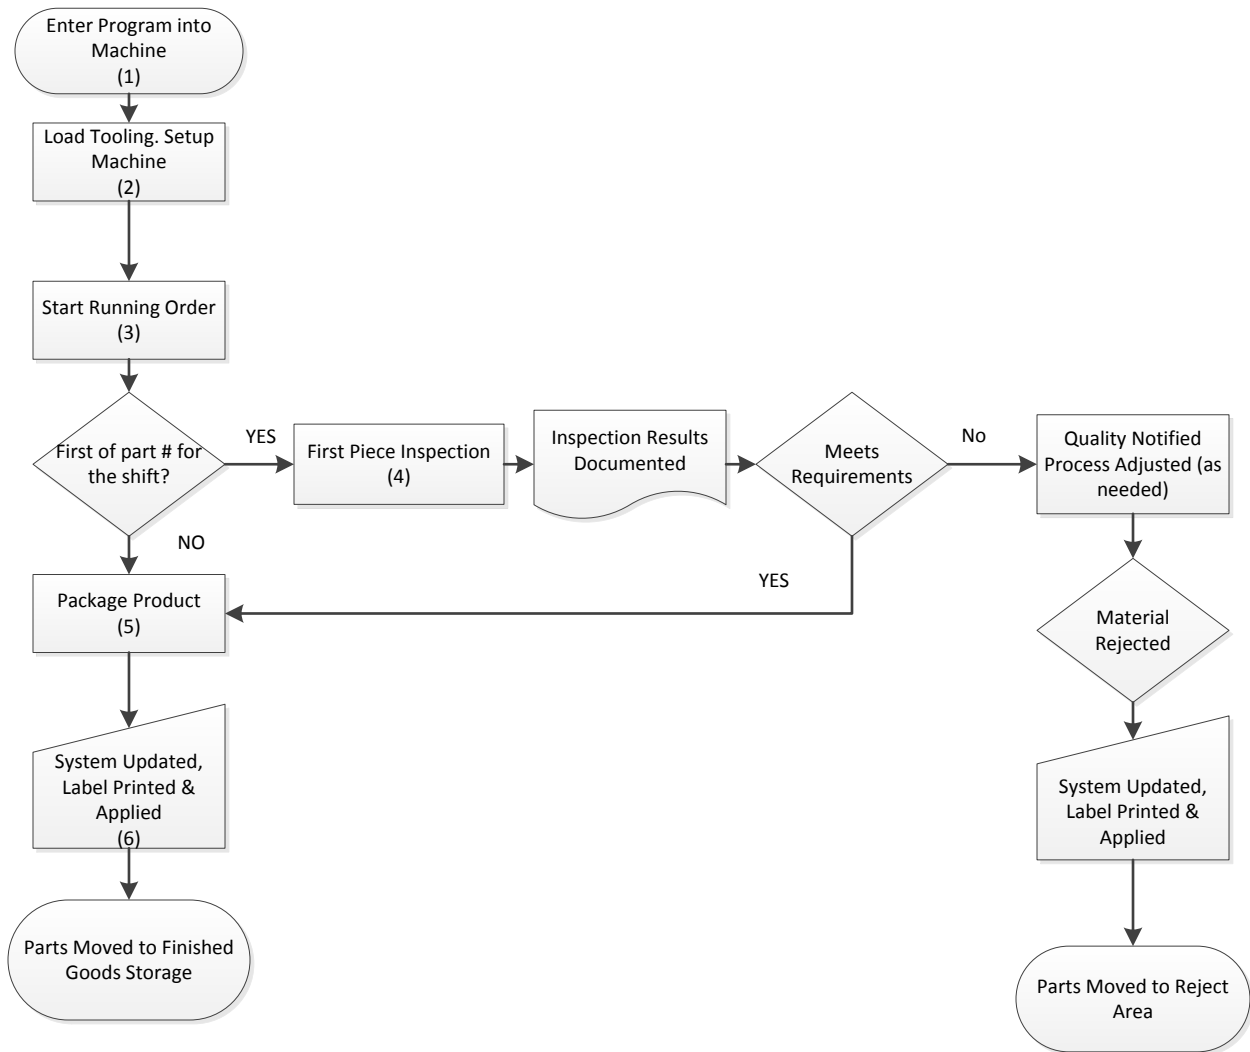 Enter Program into
Machine
(1)
Load Tooling. Setup
Machine
(2)
Start Running Order
(3)
First of part # for
the shift?
YES
First Piece Inspection
(4)
Inspection Results
Documented
Meets
Requirements
No
Quality Notified
Process Adjusted (as
needed)
NO
YES
Package Product
(5)
Material
Rejected
System Updated,
Label Printed &
Applied
(6)
System Updated,
Label Printed &
Applied
Parts Moved to Finished
Goods Storage
Parts Moved to Reject
Area